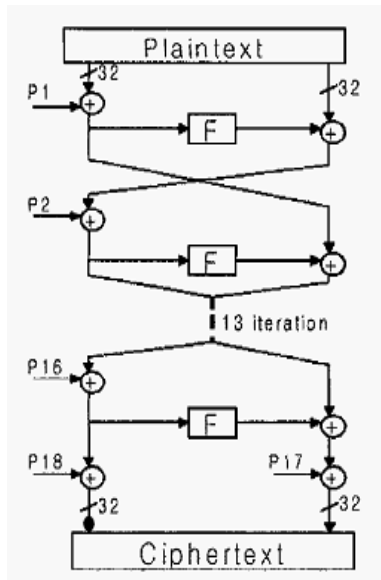 Plaintext
32
32
P1
F
P2
F
13 iteration
P16
F
P18
P17
32
32
Ciphertext